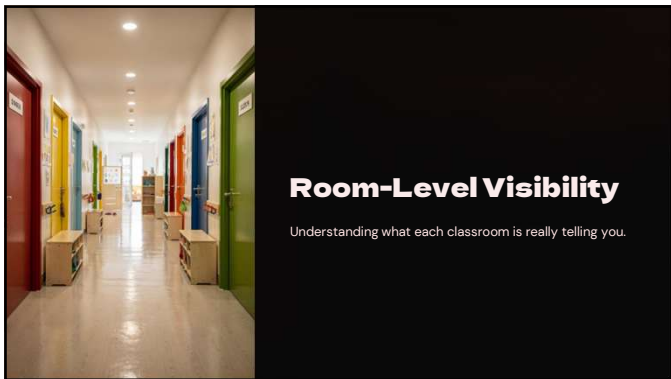 Room-Level Visibility
Understanding what each classroom is really telling you.